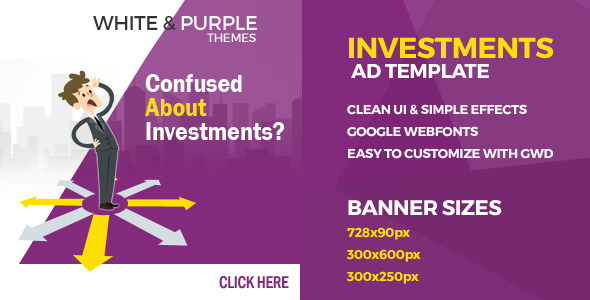 WHITE & PURPLE
THEMES
Confused
About
Investments?
CLICK HERE
INVESTMENTS
AD TEMPLATE
CLEAN UI & SIMPLE EFFECTS
GOOGLE WEBFONTS
EASY TO CUSTOMIZE WITH GWD
BANNER SIZES
728x90px
300x600px
300x250px